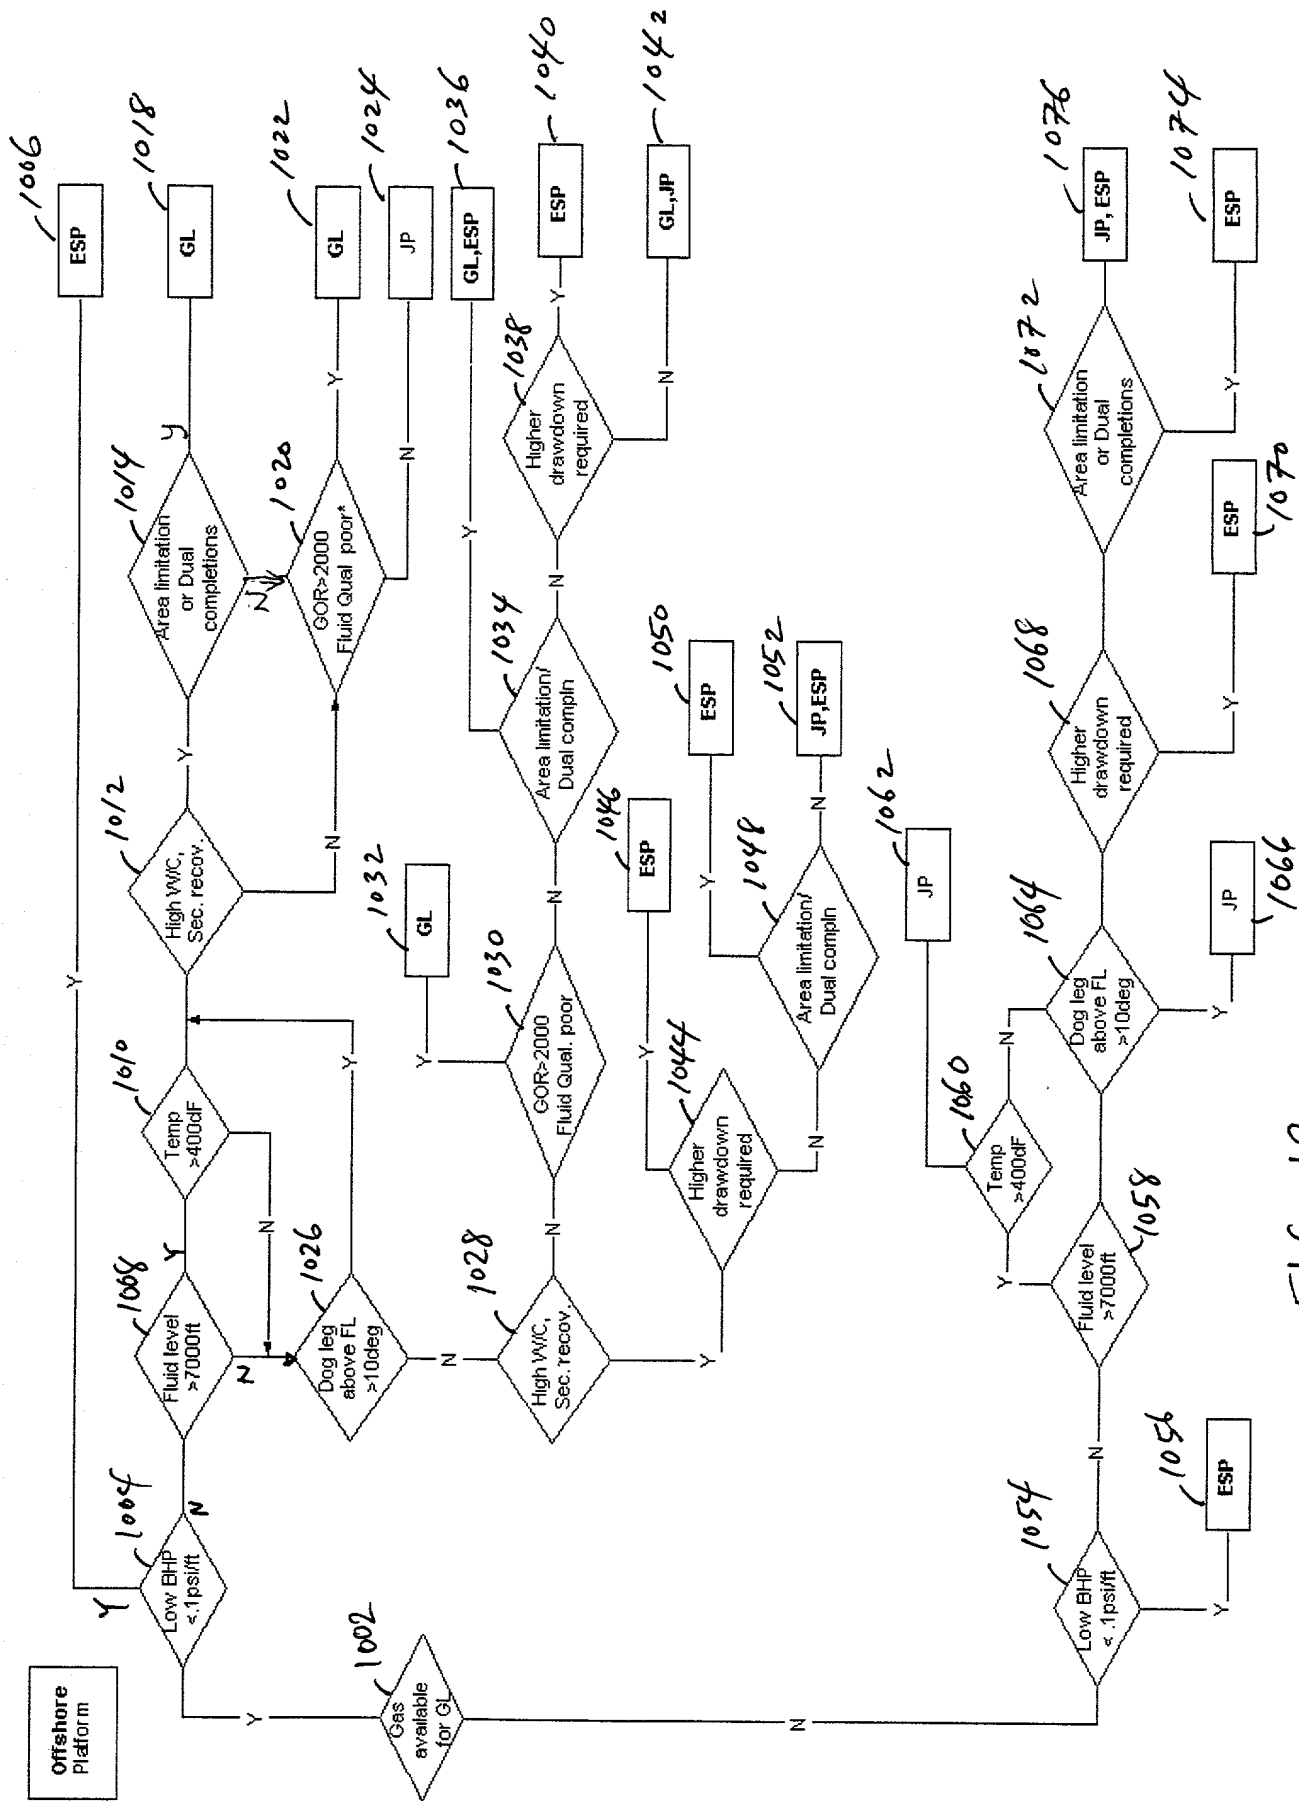 Offshore
Platform
1002
Gas
available
for GL
Y
N
1004
Low BHP
<.1psi/ft
Y
N
Y
1006
ESP
1008
Fluid level
>7000ft
Y
N
1010
Temp
>400dF
N
1012
High W/C,
Sec. recov.
Y
N
1014
Area limitation
or Dual
completions
y
N
1018
GL
1020
GOR>2000
Fluid Qual poor*
Y
N
1022
GL
1024
JP
1026
Dog leg
above FL
>10deg
Y
N
1028
High W/C,
Sec. recov.
N
Y
1030
GOR>2000
Fluid Qual. poor
Y
N
1032
GL
1034
Area limitation/
Dual compln
Y
N
1036
GL,ESP
1038
Higher
drawdown
required
Y
N
1040
ESP
1042
GL,JP
1044
Higher
drawdown
required
Y
N
1046
ESP
1048
Area limitation/
Dual compln
Y
N
1050
ESP
1052
JP,ESP
1054
Low BHP
< .1psi/ft
N
Y
1056
ESP
1058
Fluid level
>7000ft
Y
1060
Temp
>400dF
N
1062
JP
1064
Dog leg
above FL
>10deg
Y
1066
JP
1068
Higher
drawdown
required
Y
1070
ESP
1072
Area limitation
or Dual
completions
Y
1074
ESP
1076
JP, ESP